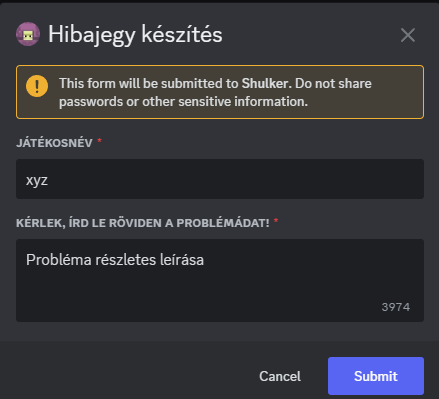 Hibajegy készítés
This form will be submitted to Shulker. Do not share
passwords or other sensitive information.
JÁTÉKOSNÉV *
xyz
KÉRLEK, ÍRD LE RÖVIDEN A PROBLÉMÁDAT! *
Probléma részletes leírása
3974
Cancel Submit